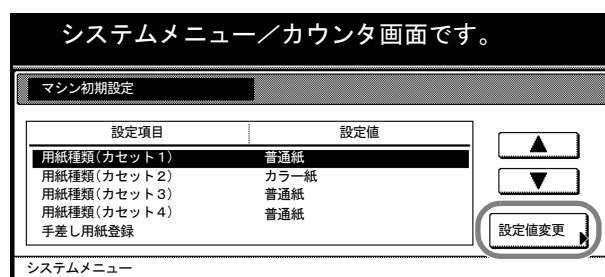 システムメニュー／カウンタ画面です。
マシン初期設定
設定項目 設定値
用紙種類(カセット１) 普通紙
用紙種類(カセット２) カラー紙
用紙種類(カセット３) 普通紙
用紙種類(カセット４) 普通紙
手差し用紙登録
設定値変更
システムメニュー